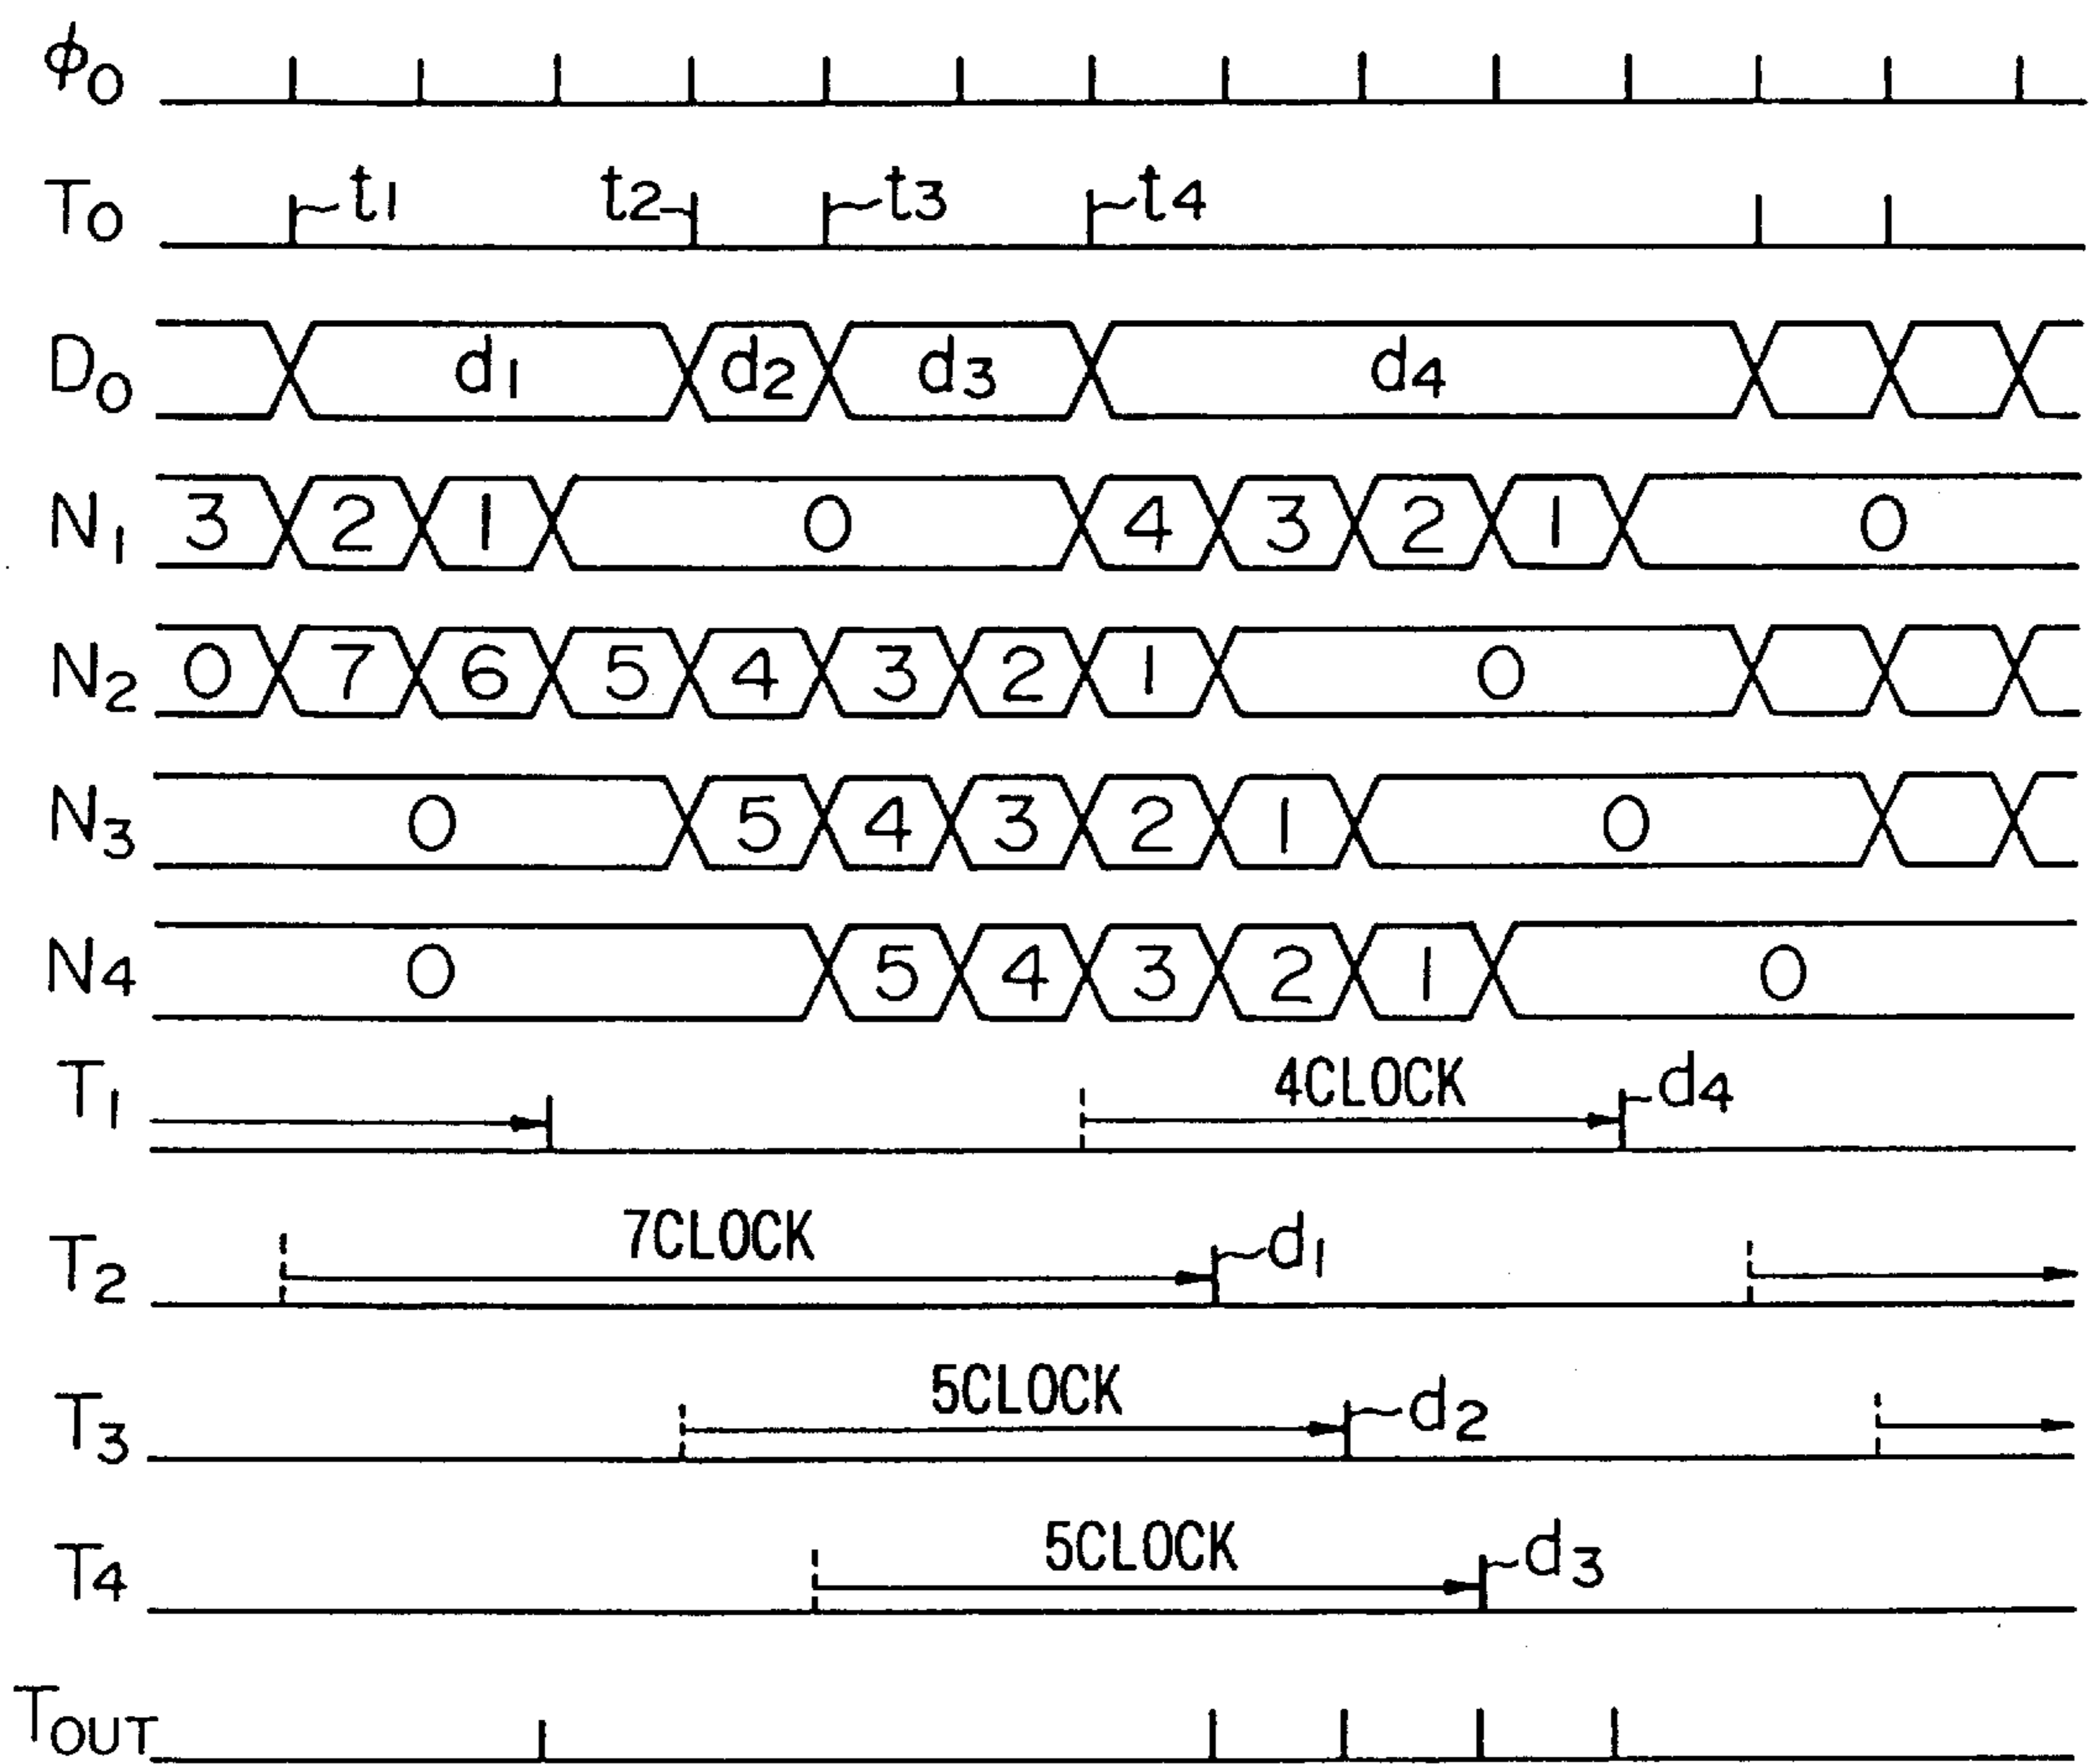 ϕ0
T0 t1 t2 t3 t4
D0 d1 d2 d3 d4
N1 3 2 1 0 4 3 2 1 0
N2 0 7 6 5 4 3 2 1 0
N3 0 5 4 3 2 1 0
N4 0 5 4 3 2 1 0
T1 4CLOCK d4
T2 7CLOCK d1
T3 5CLOCK d2
T4 5CLOCK d3
TOUT